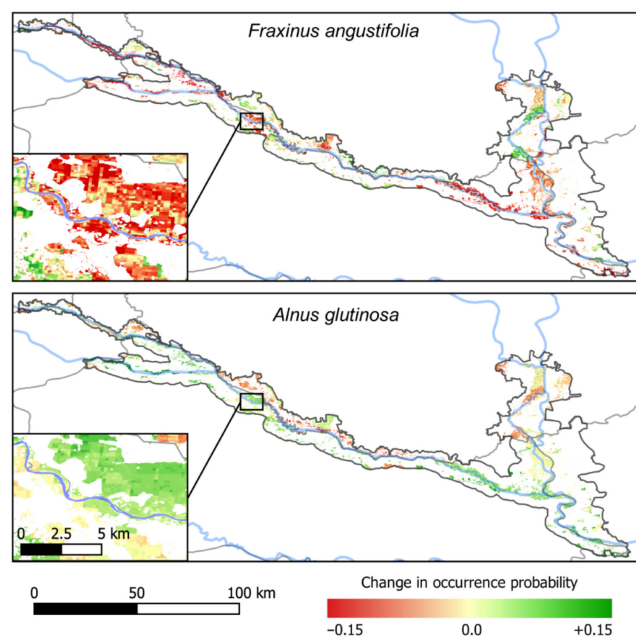 Fraxinus angustifolia
Alnus glutinosa
0 2.5 5 km
0 50 100 km
Change in occurrence probability
−0.15 0.0 +0.15